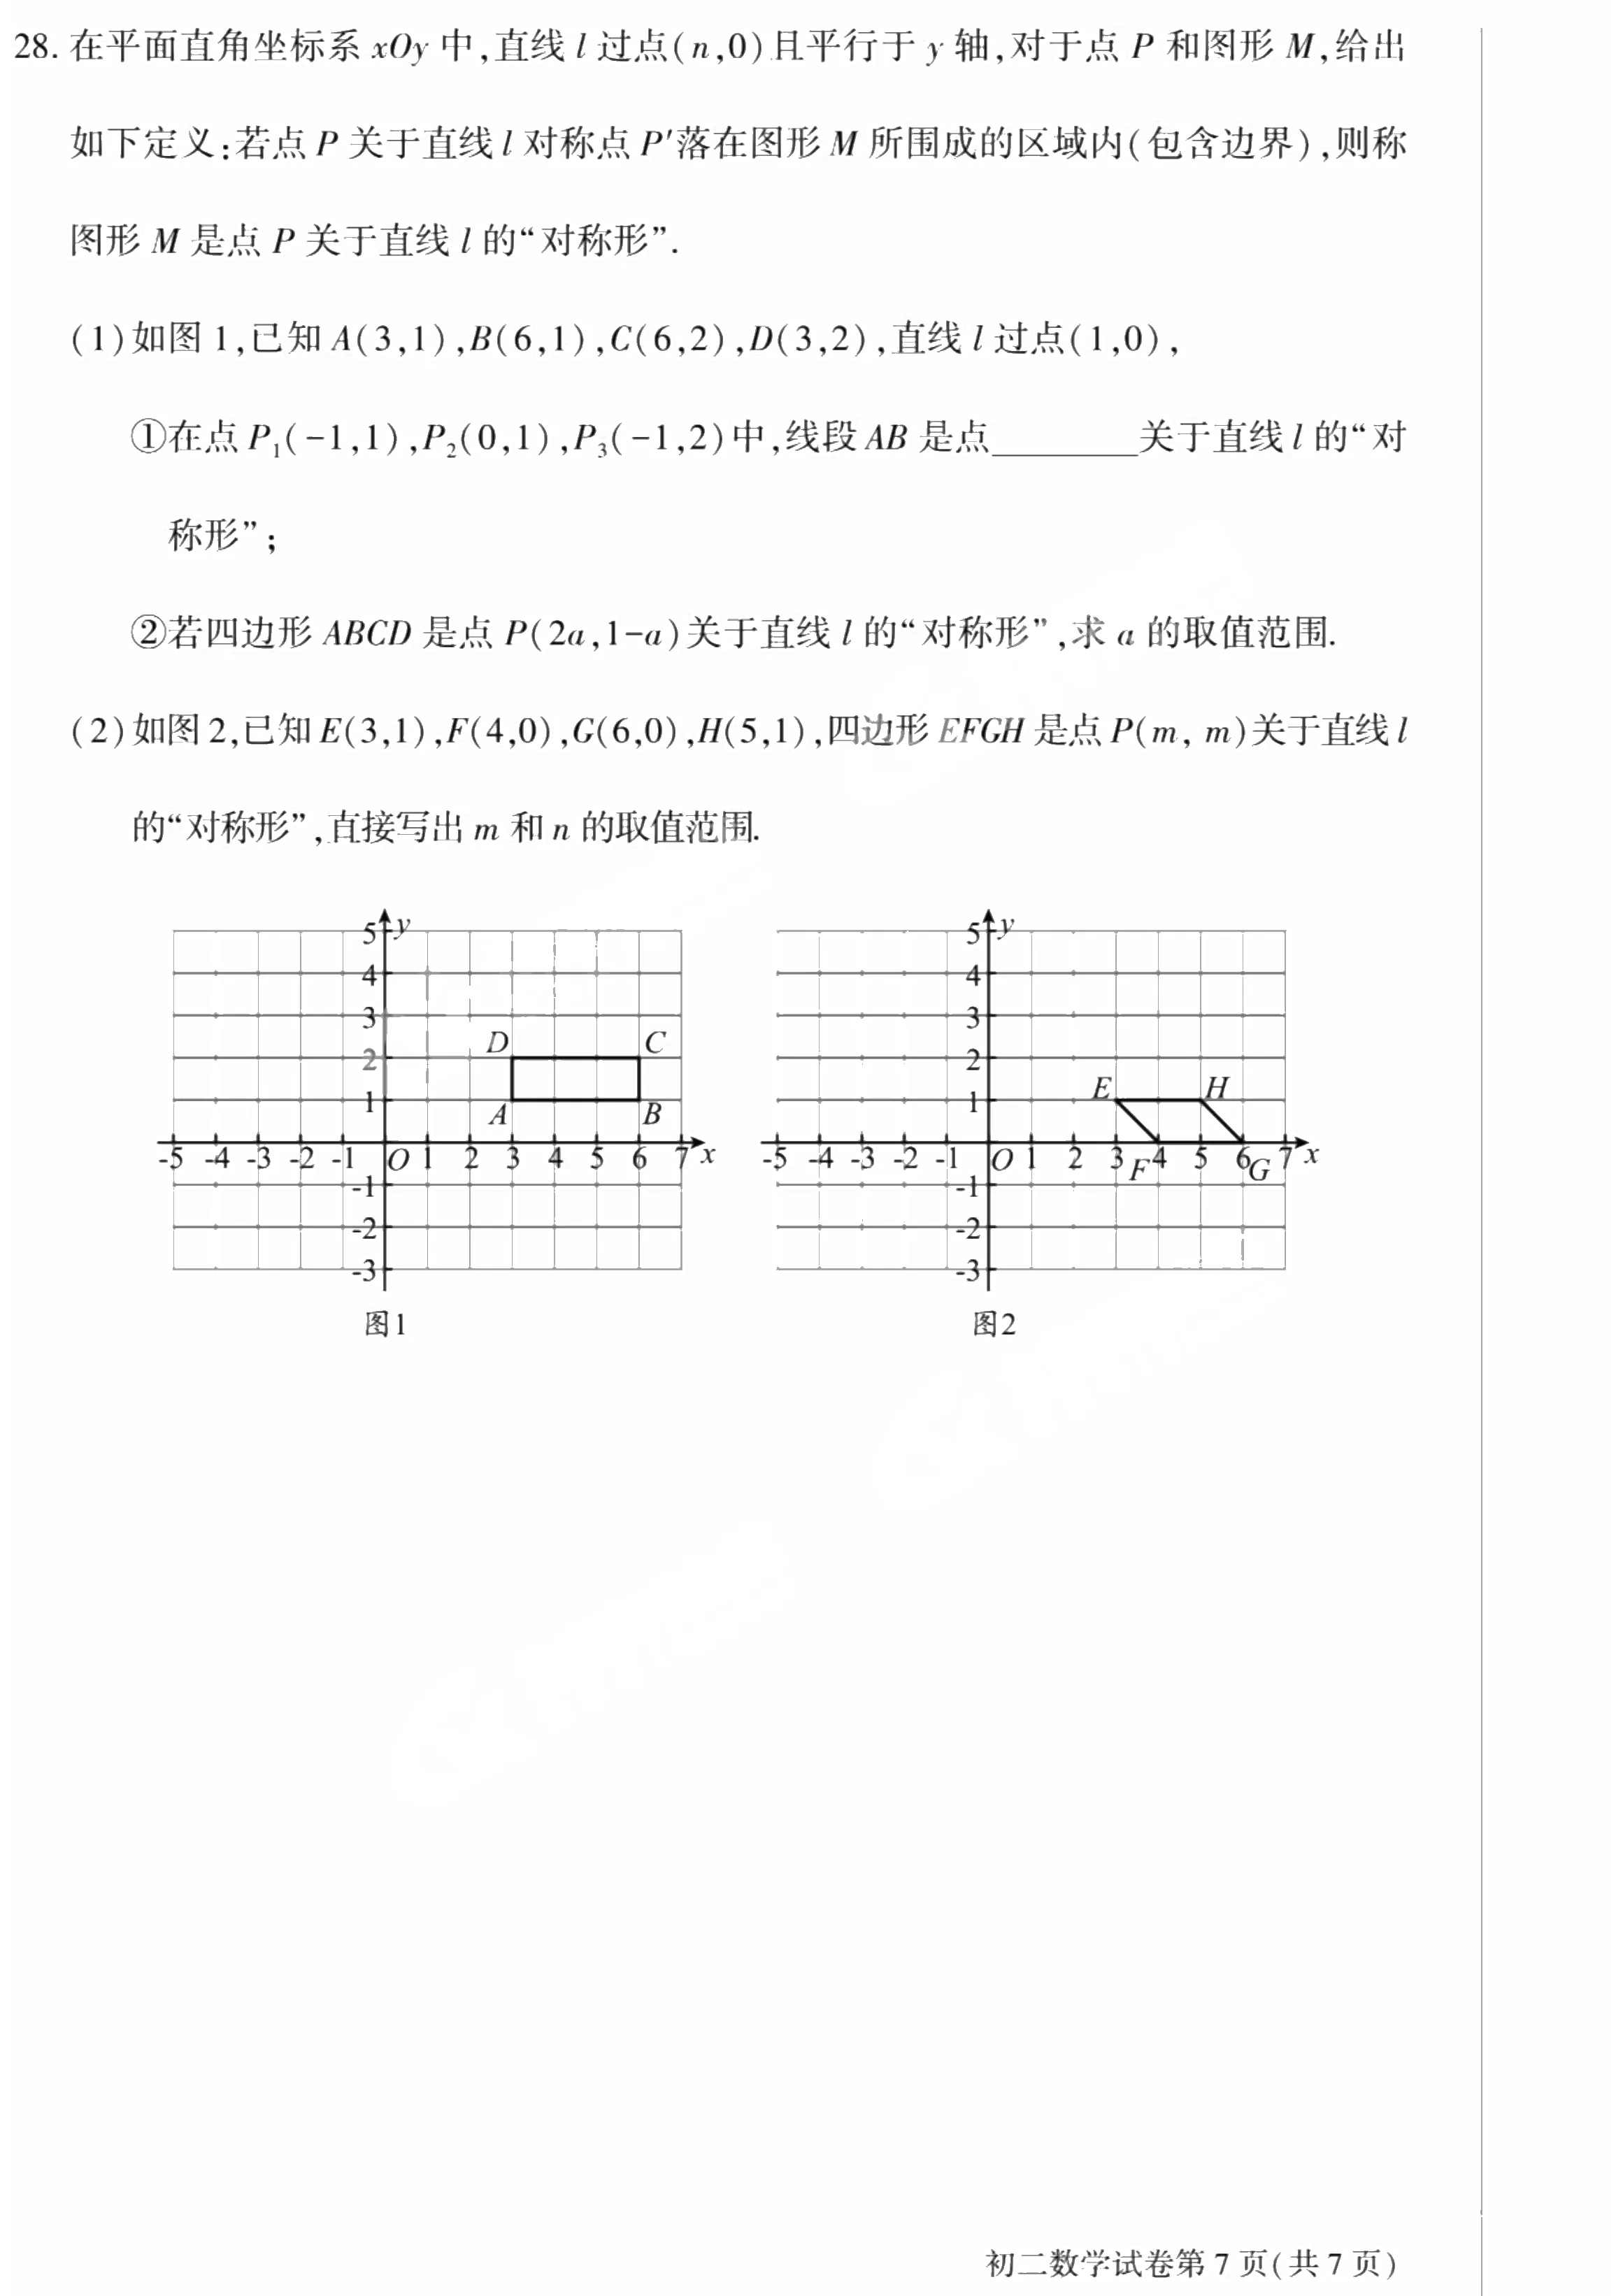 28. 在平面直角坐标系 xOy 中,直线 l 过点(n,0)且平行于 y 轴,对于点 P 和图形 M,给出
如下定义:若点 P 关于直线 l 对称点 P′落在图形 M 所围成的区域内(包含边界),则称
图形 M 是点 P 关于直线 l 的“对称形”.
(1)如图 1,已知 A(3,1),B(6,1),C(6,2),D(3,2),直线 l 过点(1,0),
①在点 P₁(-1,1),P₂(0,1),P₃(-1,2)中,线段 AB 是点________关于直线 l 的“对
称形”;
②若四边形 ABCD 是点 P(2a,1-a)关于直线 l 的“对称形”,求 a 的取值范围.
(2)如图 2,已知 E(3,1),F(4,0),G(6,0),H(5,1),四边形 EFGH 是点 P(m, m)关于直线 l
的“对称形”,直接写出 m 和 n 的取值范围.
5 y
4
3
D C
2
1
A B
-5 -4 -3 -2 -1 O 1 2 3 4 5 6 7 x
-1
-2
-3
图1
5 y
4
3
2
E H
1
-5 -4 -3 -2 -1 O 1 2 3 F 4 5 6 G 7 x
-1
-2
-3
图2
初二数学试卷第 7 页(共 7 页)